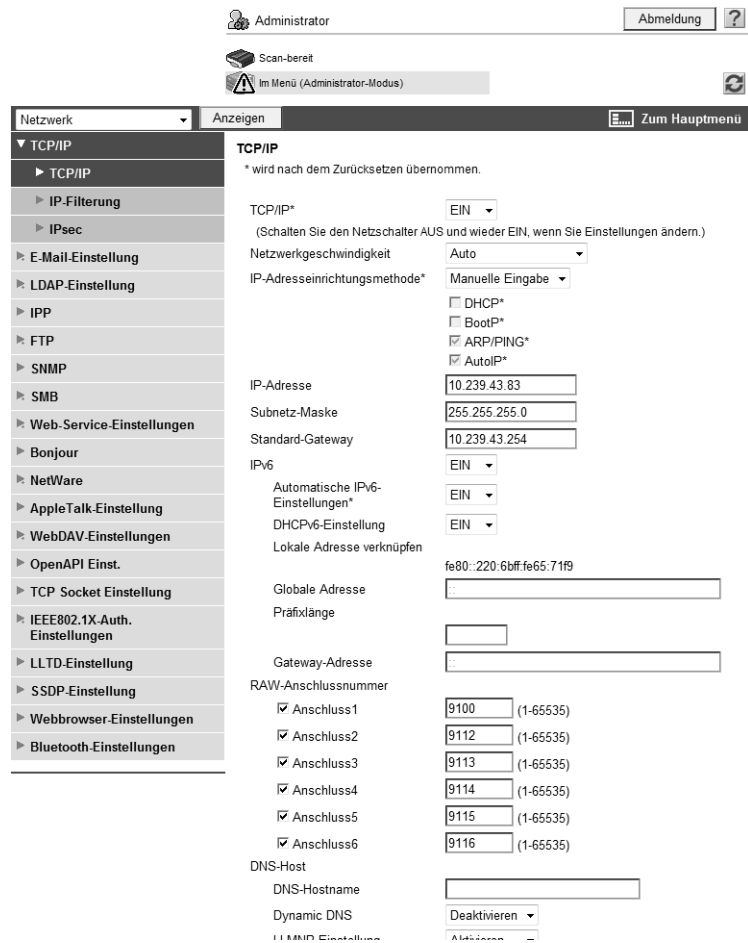 Administrator
Abmeldung
?
Scan-bereit
Im Menü (Administrator-Modus)
Netzwerk
Anzeigen
Zum Hauptmenü
TCP/IP
TCP/IP
IP-Filterung
IPsec
E-Mail-Einstellung
LDAP-Einstellung
IPP
FTP
SNMP
SMB
Web-Service-Einstellungen
Bonjour
NetWare
AppleTalk-Einstellung
WebDAV-Einstellungen
OpenAPI Einst.
TCP Socket Einstellung
IEEE802.1X-Auth.
Einstellungen
LLTD-Einstellung
SSDP-Einstellung
Webbrowser-Einstellungen
Bluetooth-Einstellungen
TCP/IP
* wird nach dem Zurücksetzen übernommen.
TCP/IP* EIN
(Schalten Sie den Netzschalter AUS und wieder EIN, wenn Sie Einstellungen ändern.)
Netzwerkgeschwindigkeit Auto
IP-Adresseinrichtungsmethode* Manuelle Eingabe
DHCP*
BootP*
ARP/PING*
AutoIP*
IP-Adresse 10.239.43.83
Subnetz-Maske 255.255.255.0
Standard-Gateway 10.239.43.254
IPv6 EIN
Automatische IPv6-
Einstellungen* EIN
DHCPv6-Einstellung EIN
Lokale Adresse verknüpfen
fe80::220:6bff:fe65:71f9
Globale Adresse ::
Präfixlänge
Gateway-Adresse ::
RAW-Anschlussnummer
Anschluss1 9100 (1-65535)
Anschluss2 9112 (1-65535)
Anschluss3 9113 (1-65535)
Anschluss4 9114 (1-65535)
Anschluss5 9115 (1-65535)
Anschluss6 9116 (1-65535)
DNS-Host
DNS-Hostname
Dynamic DNS Deaktivieren
LLMNR-Einstellung Aktivieren